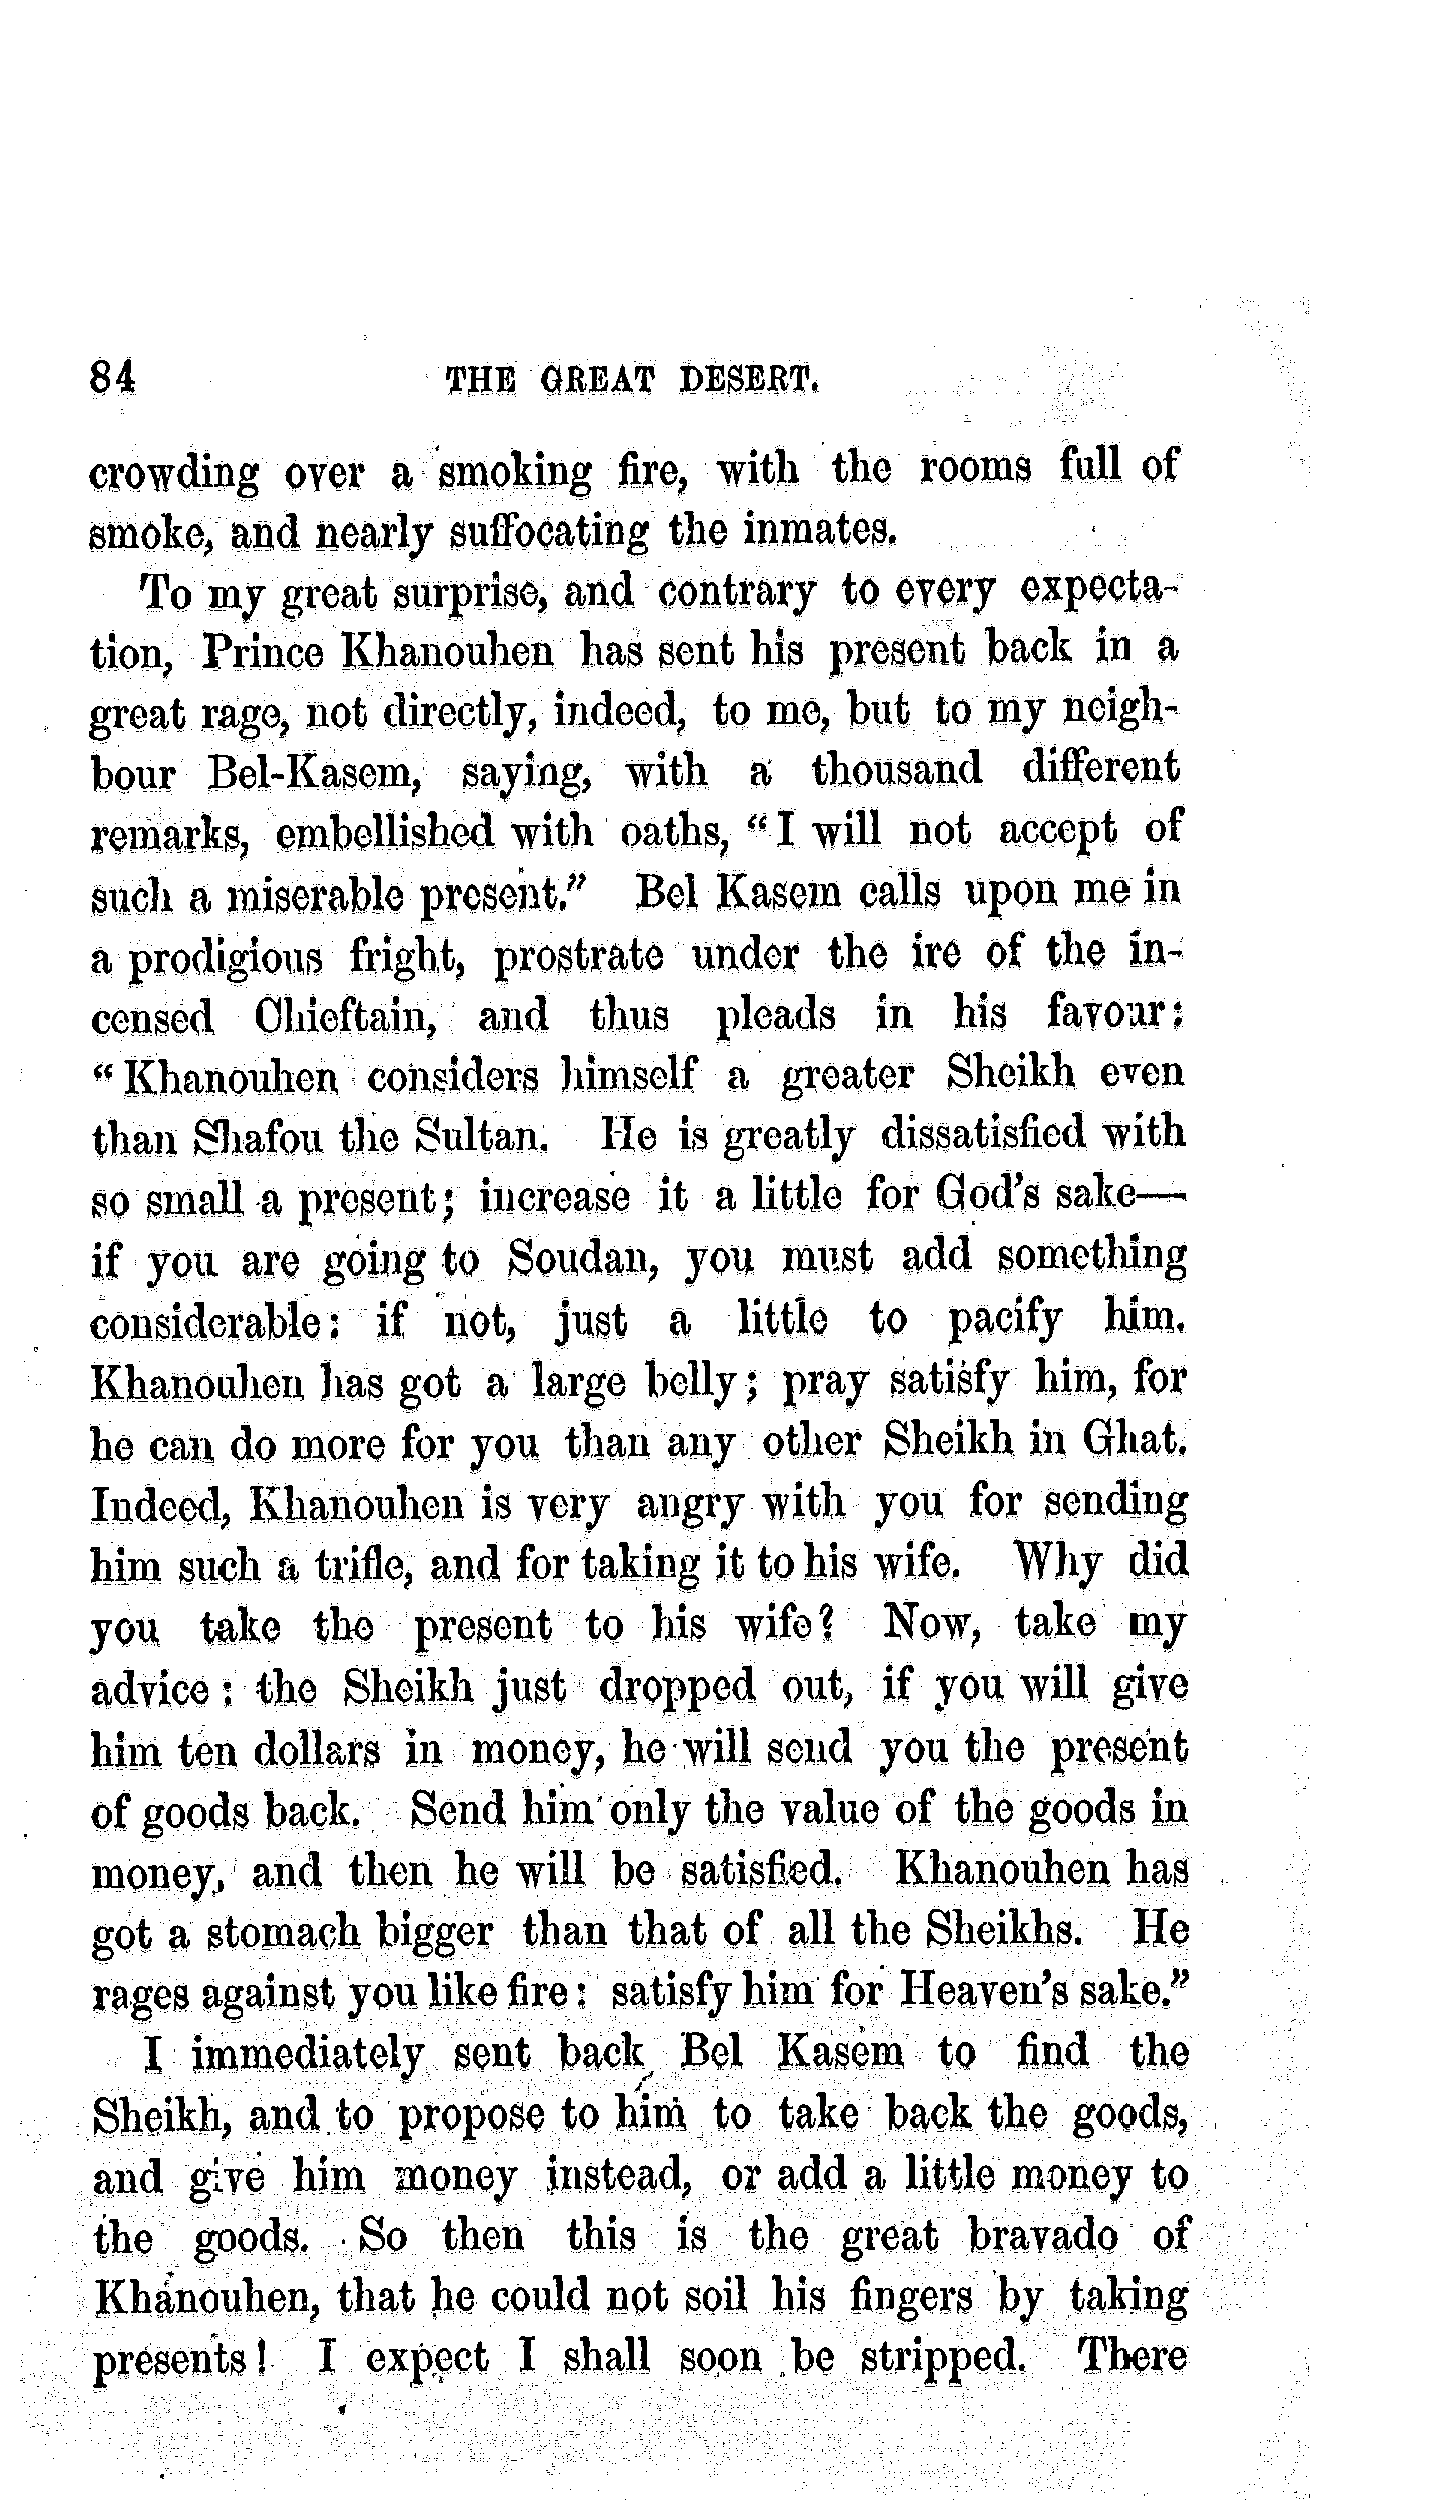 84 THE GREAT DESERT.
crowding over a smoking fire, with the rooms full of
smoke, and nearly suffocating the inmates.
To my great surprise, and contrary to every expecta-
tion, Prince Khanouhen has sent his present back in a
great rage, not directly, indeed, to me, but to my neigh-
bour Bel-Kasem, saying, with a thousand different
remarks, embellished with oaths, "I will not accept of
such a miserable present." Bel Kasem calls upon me in
a prodigious fright, prostrate under the ire of the in-
censed Chieftain, and thus pleads in his favour:
"Khanouhen considers himself a greater Sheikh even
than Shafou the Sultan. He is greatly dissatisfied with
so small a present; increase it a little for God's sake—
if you are going to Soudan, you must add something
considerable: if not, just a little to pacify him.
Khanouhen has got a large belly; pray satisfy him, for
he can do more for you than any other Sheikh in Ghat.
Indeed, Khanouhen is very angry with you for sending
him such a trifle, and for taking it to his wife. Why did
you take the present to his wife? Now, take my
advice: the Sheikh just dropped out, if you will give
him ten dollars in money, he will send you the present
of goods back. Send him only the value of the goods in
money, and then he will be satisfied. Khanouhen has
got a stomach bigger than that of all the Sheikhs. He
rages against you like fire: satisfy him for Heaven's sake."
I immediately sent back Bel Kasem to find the
Sheikh, and to propose to him to take back the goods,
and give him money instead, or add a little money to
the goods. So then this is the great bravado of
Khanouhen, that he could not soil his fingers by taking
presents! I expect I shall soon be stripped. There